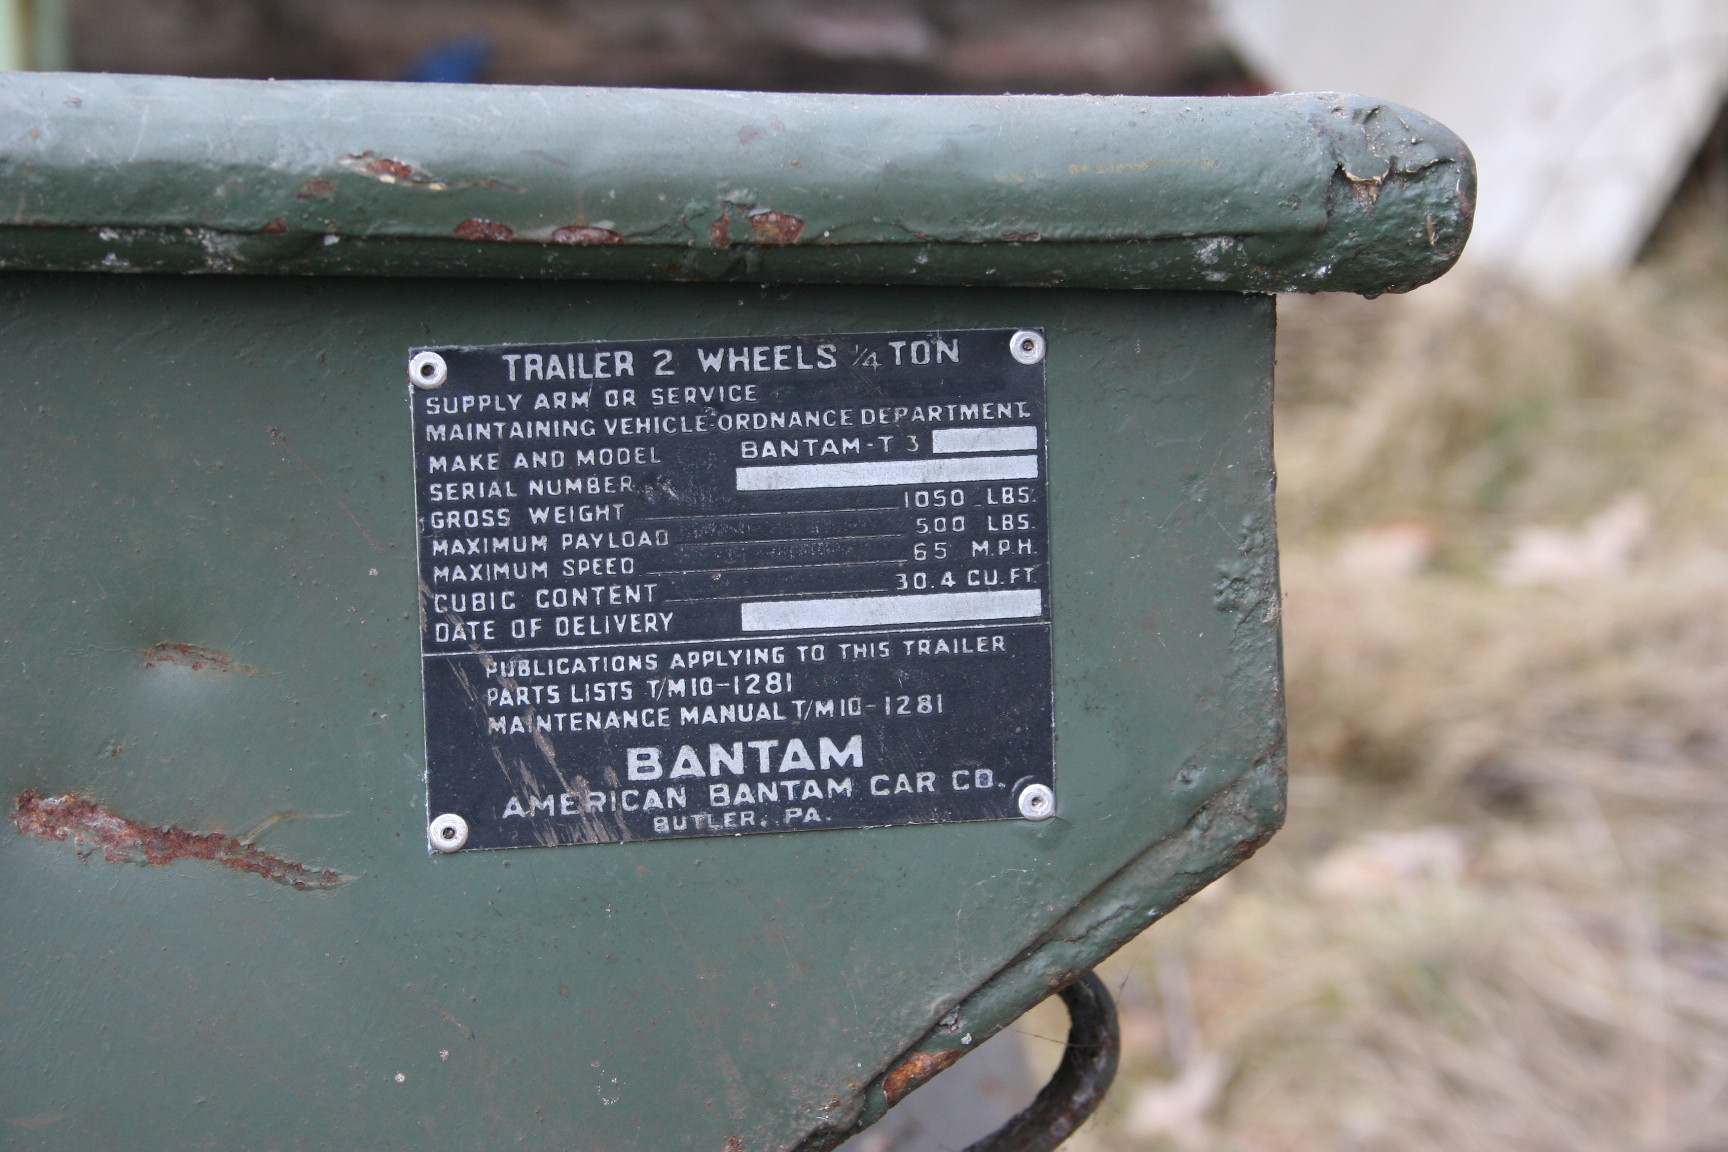 TRAILER 2 WHEELS 1/4 TON
SUPPLY ARM OR SERVICE
MAINTAINING VEHICLE-ORDNANCE DEPARTMENT.
MAKE AND MODEL BANTAM-T 3
SERIAL NUMBER
GROSS WEIGHT 1050 LBS.
MAXIMUM PAYLOAD 500 LBS.
MAXIMUM SPEED 65 M.P.H.
CUBIC CONTENT 30.4 CU.FT.
DATE OF DELIVERY
PUBLICATIONS APPLYING TO THIS TRAILER
PARTS LISTS T/M10-1281
MAINTENANCE MANUAL T/M10-1281
BANTAM
AMERICAN BANTAM CAR CO.
BUTLER, PA.